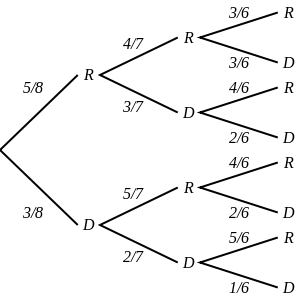 3/6 R
4/7 R
3/6 D
5/8 R
4/6 R
3/7 D
2/6 D
4/6 R
5/7 R
2/6 D
3/8 D
5/6 R
2/7 D
1/6 D